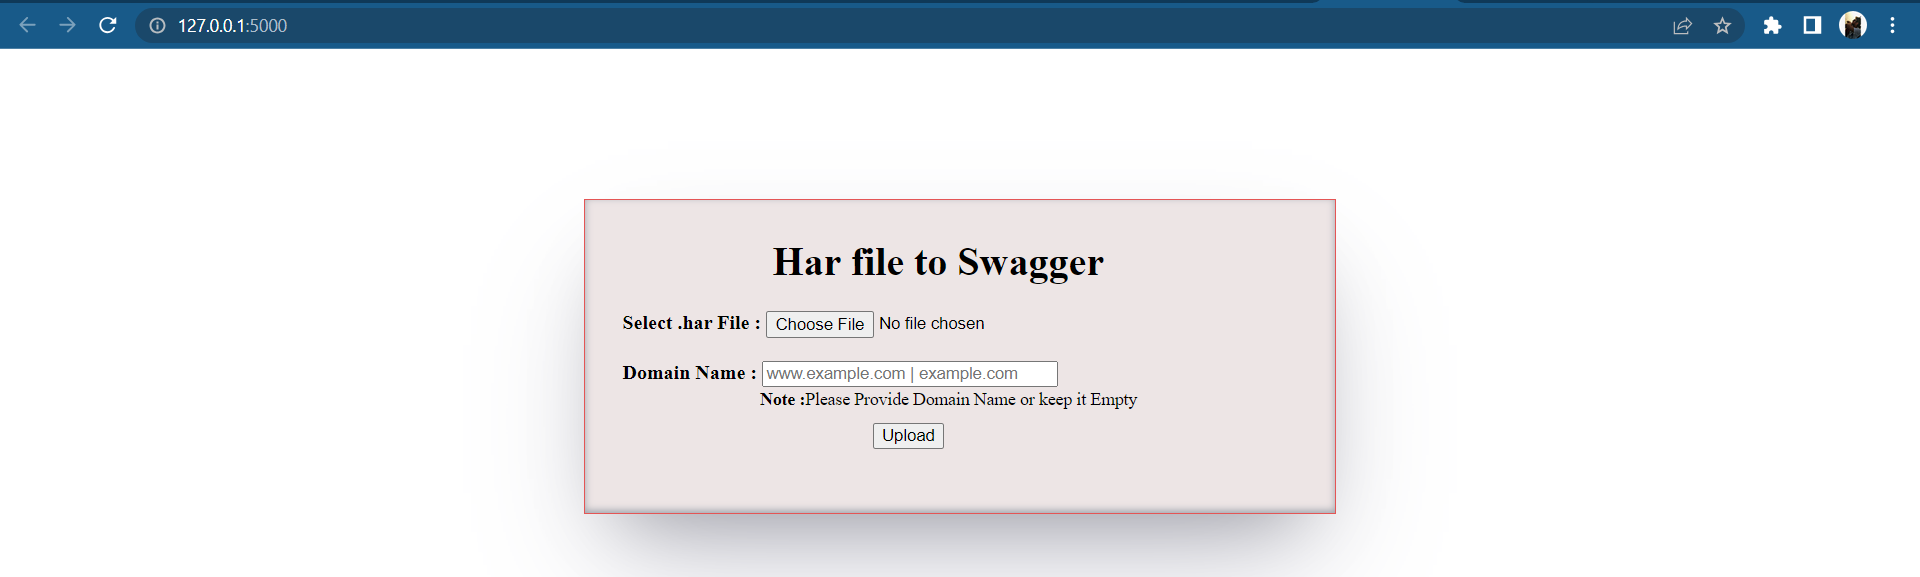 127.0.0.1:5000
Har file to Swagger
Select .har File : Choose File No file chosen
Domain Name : www.example.com | example.com
Note :Please Provide Domain Name or keep it Empty
Upload